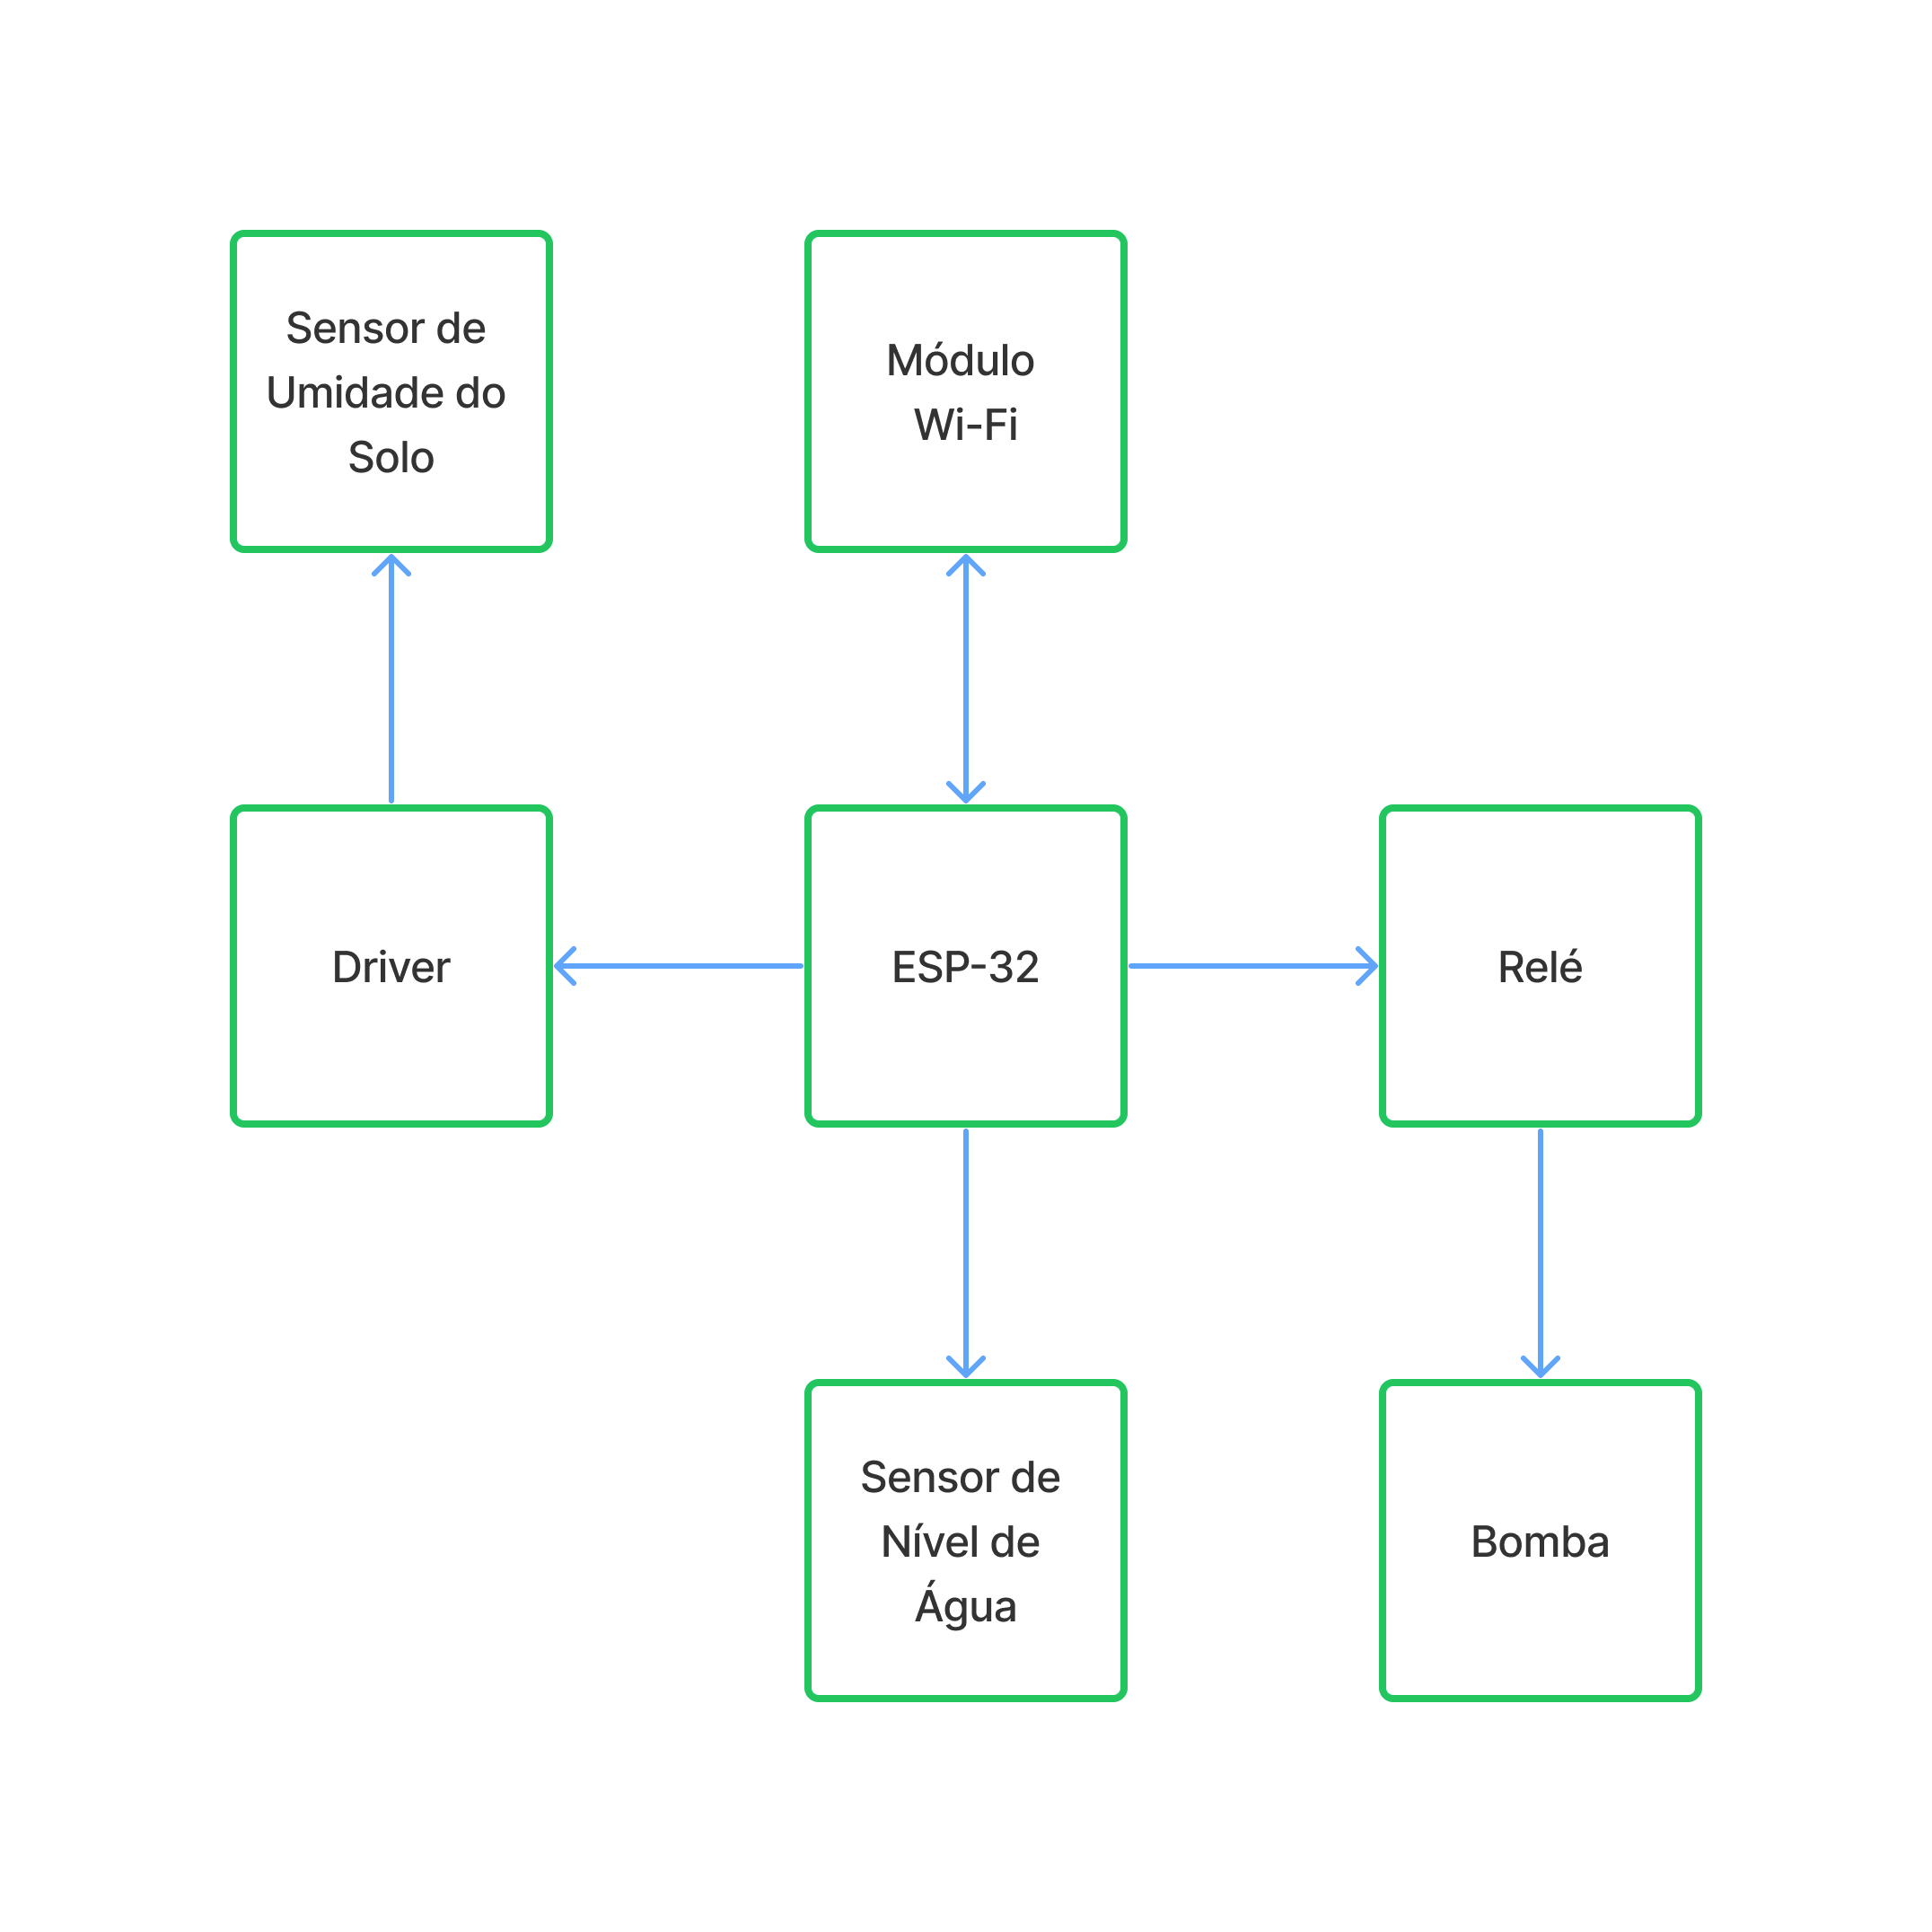 Sensor de
Umidade do
Solo
Módulo
Wi-Fi
Driver
ESP-32
Relé
Sensor de
Nível de
Água
Bomba